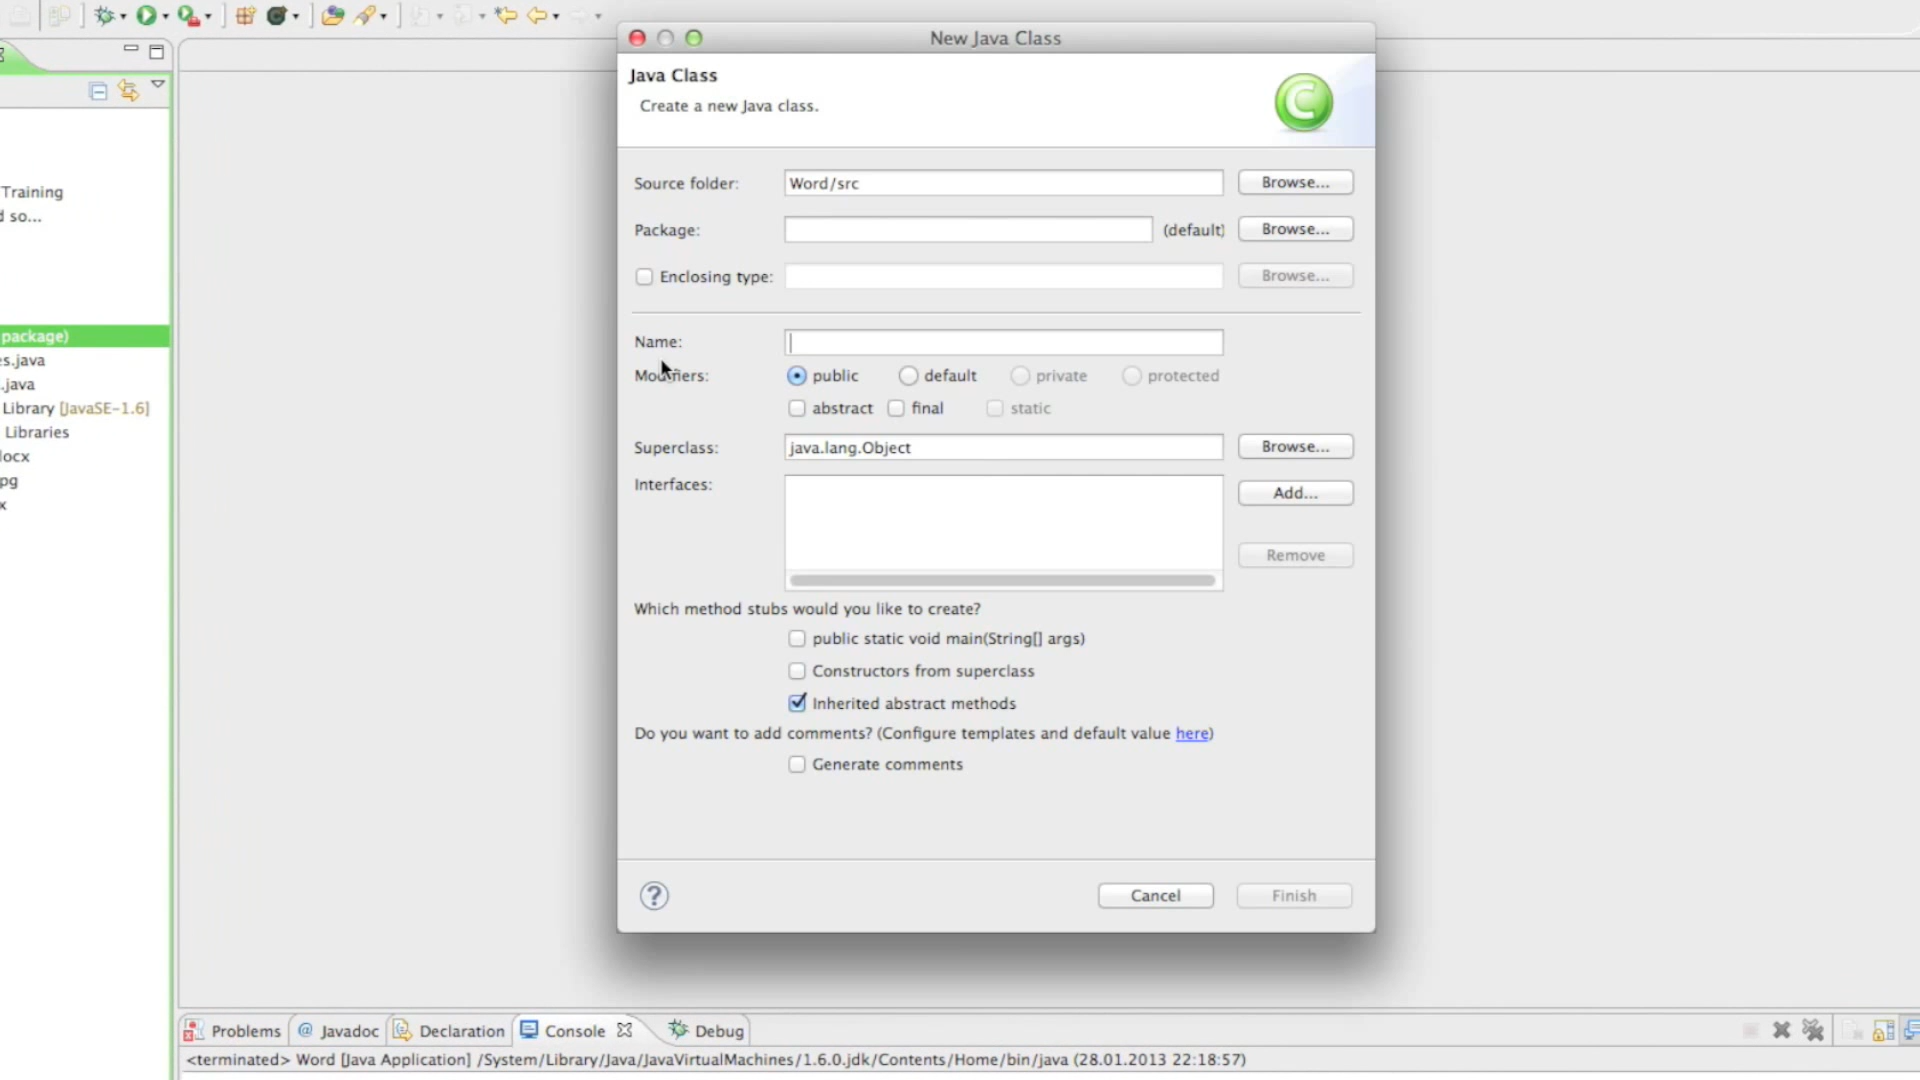 New Java Class
Java Class
Create a new Java class.
Source folder: Word/src Browse...
Package: (default) Browse...
Enclosing type: Browse...
Name:
Modifiers: public default private protected
abstract final static
Superclass: java.lang.Object Browse...
Interfaces: Add...
Remove
Which method stubs would you like to create?
public static void main(String[] args)
Constructors from superclass
Inherited abstract methods
Do you want to add comments? (Configure templates and default value here)
Generate comments
Cancel Finish
Training
d so...
package)
es.java
.java
Library [JavaSE-1.6]
Libraries
locx
pg
x
Problems @ Javadoc Declaration Console Debug
<terminated> Word [Java Application] /System/Library/Java/JavaVirtualMachines/1.6.0.jdk/Contents/Home/bin/java (28.01.2013 22:18:57)